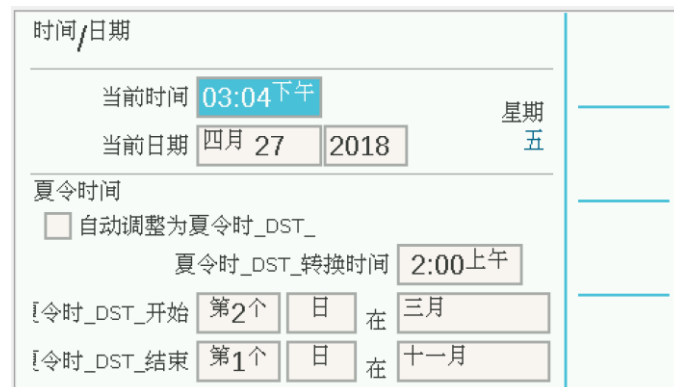 时间/日期
当前时间 03:04下午
星期
当前日期 四月 27 2018 五
夏令时间
自动调整为夏令时_DST_
夏令时_DST_转换时间 2:00上午
夏令时_DST_开始 第2个 日 在 三月
夏令时_DST_结束 第1个 日 在 十一月